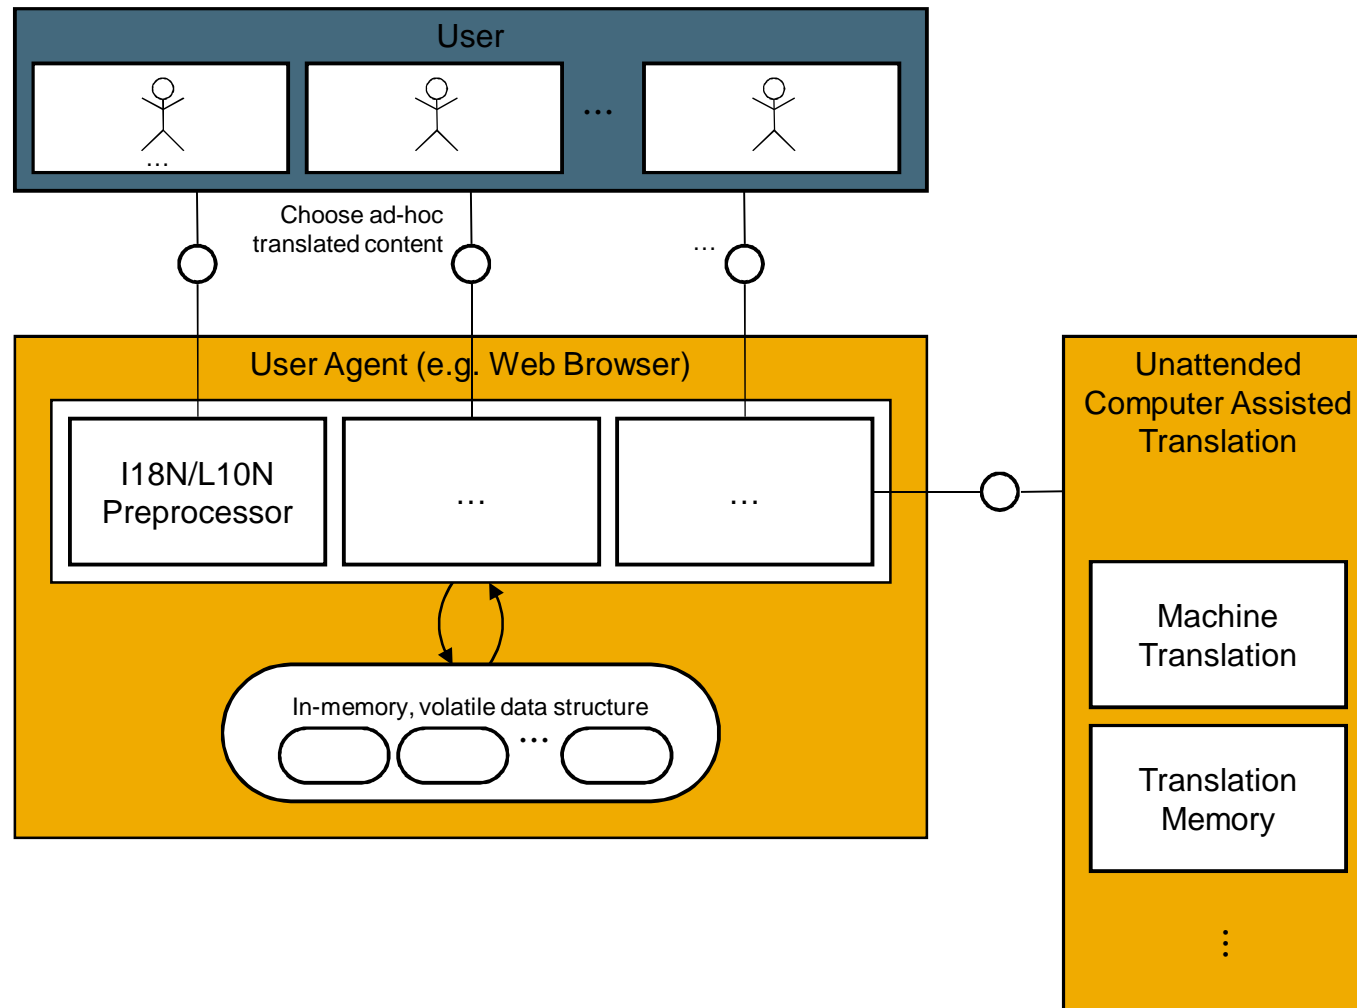 User
…
…
Choose ad-hoc
translated content
…
User Agent (e.g. Web Browser)
I18N/L10N
Preprocessor
…
…
In-memory, volatile data structure
…
Unattended
Computer Assisted
Translation
Machine
Translation
Translation
Memory
…